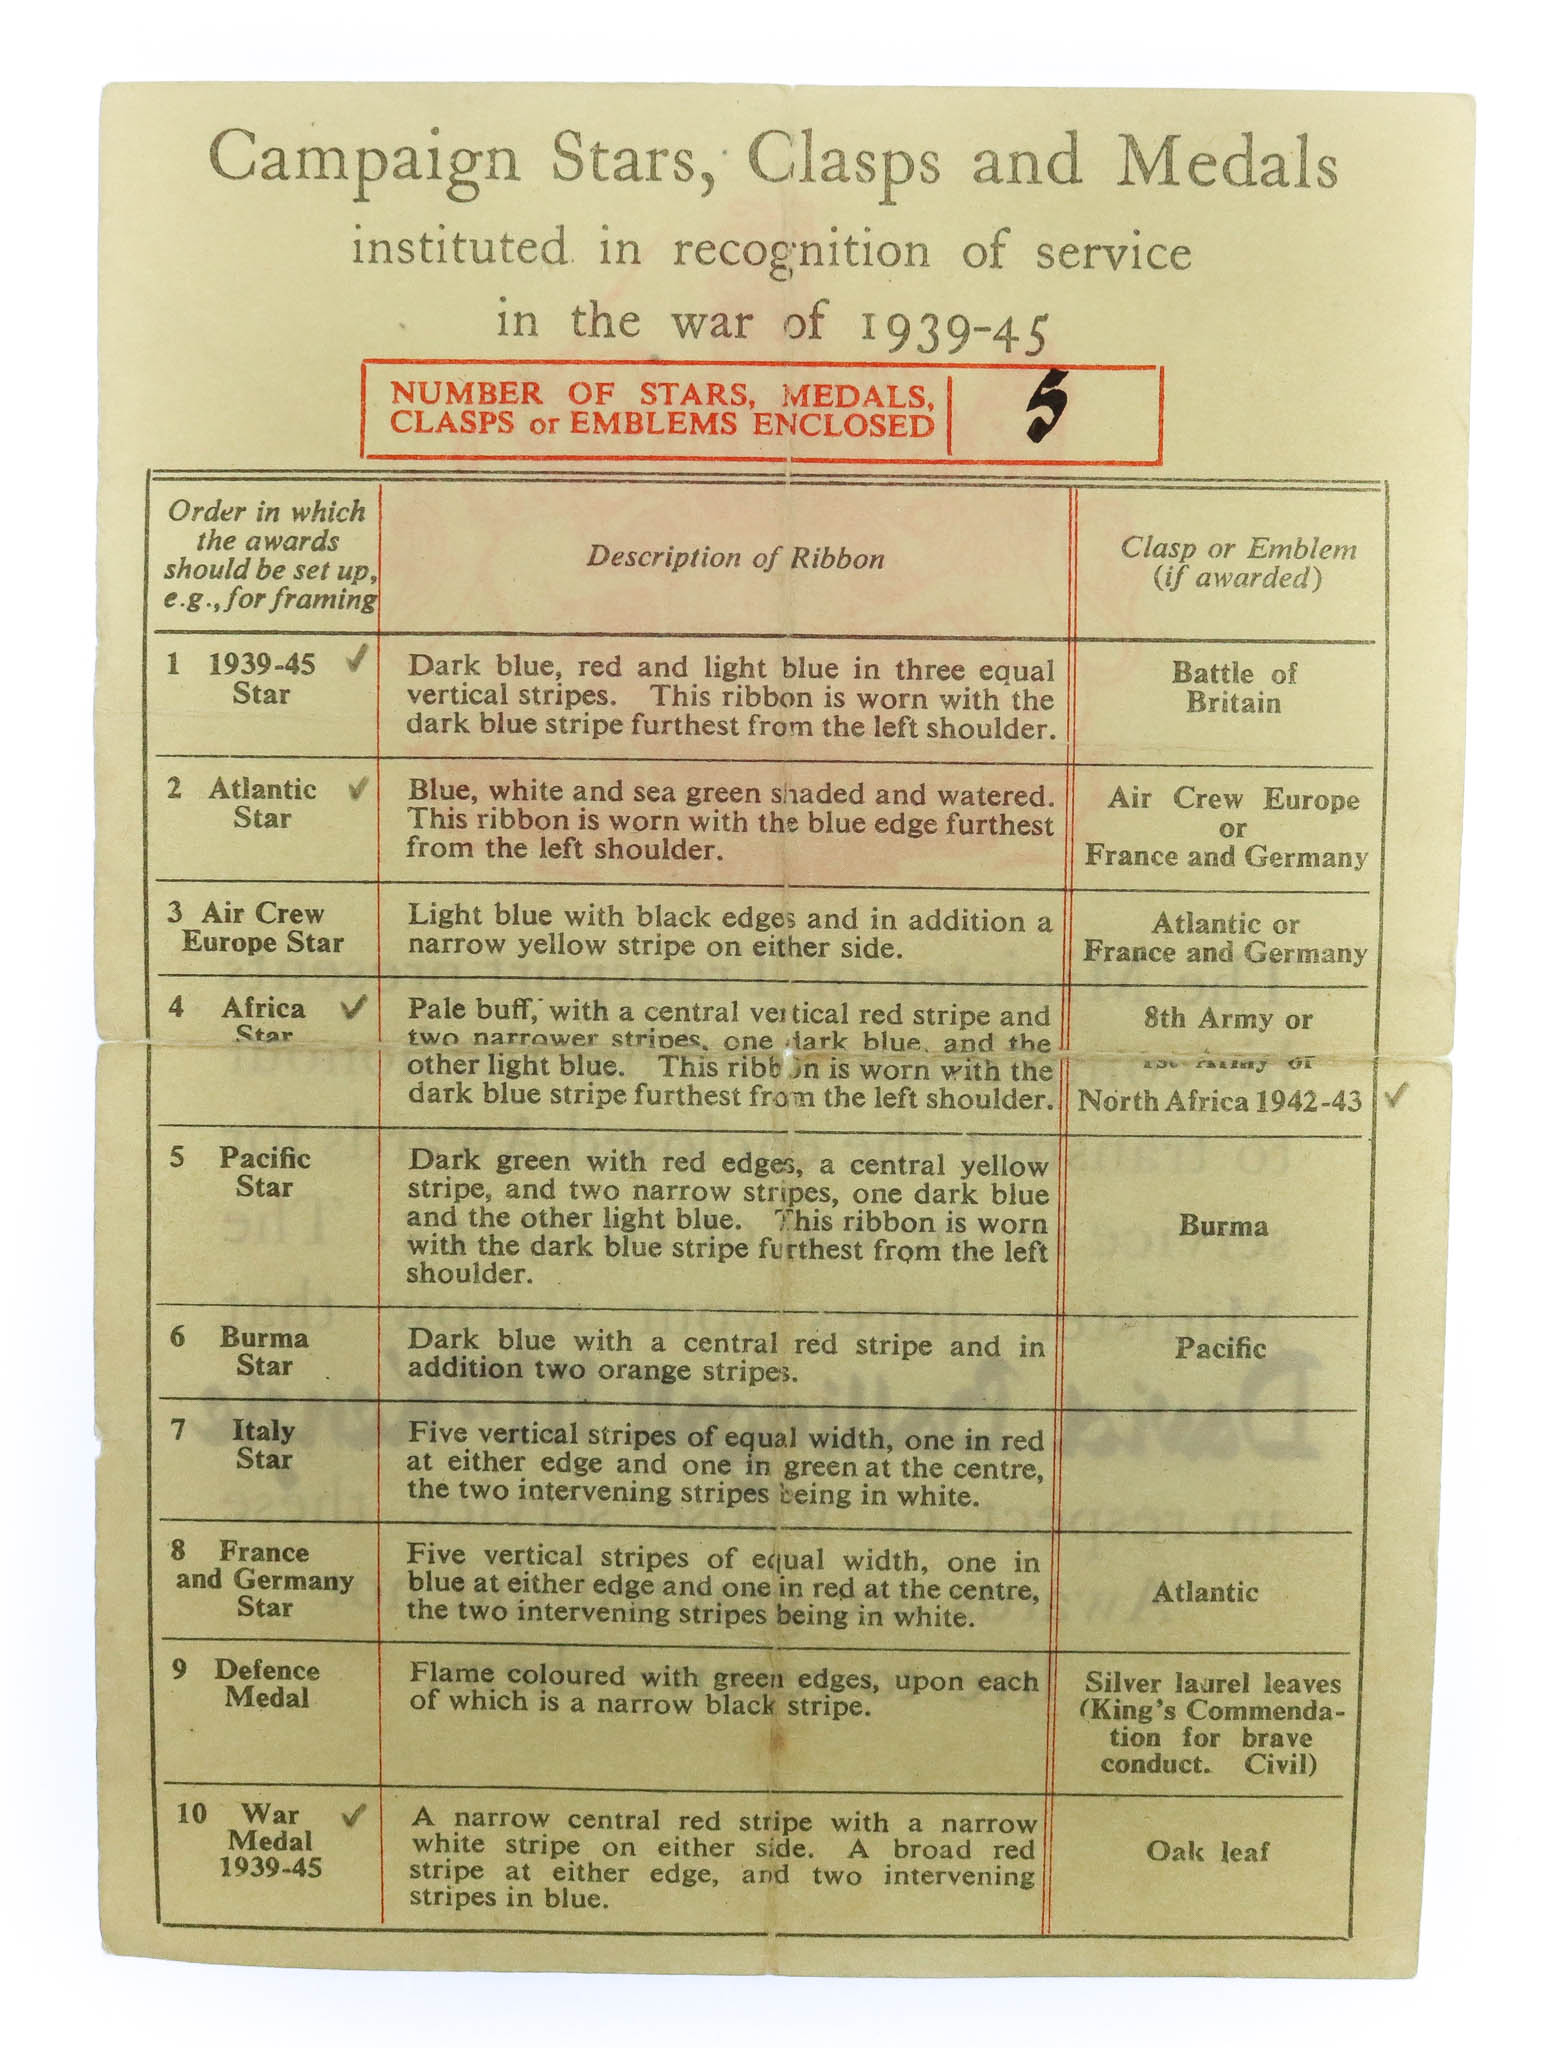 Campaign Stars, Clasps and Medals
instituted in recognition of service
in the war of 1939-45
NUMBER OF STARS, MEDALS,
CLASPS or EMBLEMS ENCLOSED
5
Order in which
the awards
should be set up,
e.g., for framing
Description of Ribbon
Clasp or Emblem
(if awarded)
1 1939-45 ✓
Star
Dark blue, red and light blue in three equal
vertical stripes. This ribbon is worn with the
dark blue stripe furthest from the left shoulder.
Battle of
Britain
2 Atlantic ✓
Star
Blue, white and sea green shaded and watered.
This ribbon is worn with the blue edge furthest
from the left shoulder.
Air Crew Europe
or
France and Germany
3 Air Crew
Europe Star
Light blue with black edges and in addition a
narrow yellow stripe on either side.
Atlantic or
France and Germany
4 Africa ✓
Star
Pale buff, with a central vertical red stripe and
two narrower stripes, one dark blue, and the
other light blue. This ribbon is worn with the
dark blue stripe furthest from the left shoulder.
8th Army or
1st Army or
North Africa 1942-43 ✓
5 Pacific
Star
Dark green with red edges, a central yellow
stripe, and two narrow stripes, one dark blue
and the other light blue. This ribbon is worn
with the dark blue stripe furthest from the left
shoulder.
Burma
6 Burma
Star
Dark blue with a central red stripe and in
addition two orange stripes.
Pacific
7 Italy
Star
Five vertical stripes of equal width, one in red
at either edge and one in green at the centre,
the two intervening stripes being in white.
8 France
and Germany
Star
Five vertical stripes of equal width, one in
blue at either edge and one in red at the centre,
the two intervening stripes being in white.
Atlantic
9 Defence
Medal
Flame coloured with green edges, upon each
of which is a narrow black stripe.
Silver laurel leaves
(King's Commenda-
tion for brave
conduct. Civil)
10 War ✓
Medal
1939-45
A narrow central red stripe with a narrow
white stripe on either side. A broad red
stripe at either edge, and two intervening
stripes in blue.
Oak leaf